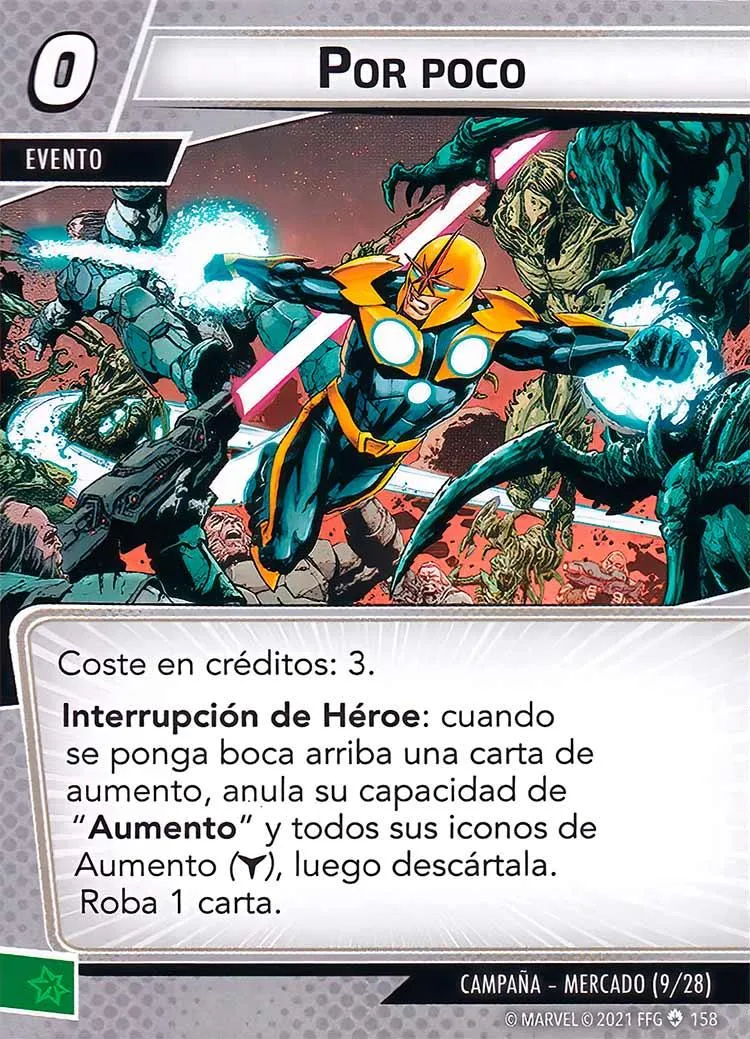 0
POR POCO
EVENTO
Coste en créditos: 3.
Interrupción de Héroe: cuando
se ponga boca arriba una carta de
aumento, anula su capacidad de
"Aumento" y todos sus iconos de
Aumento (), luego descártala.
Roba 1 carta.
CAMPAÑA – MERCADO (9/28)
© MARVEL © 2021 FFG 158